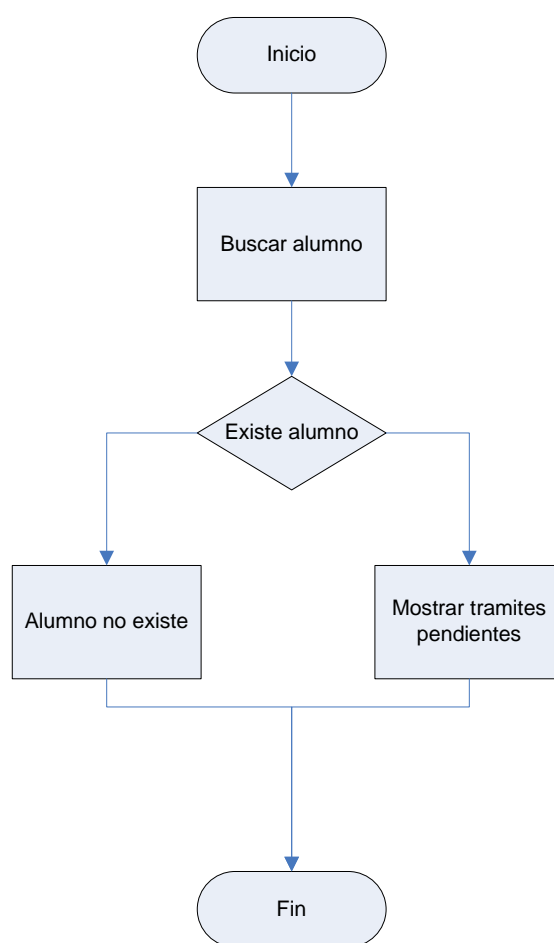 Inicio
Buscar alumno
Existe alumno
Alumno no existe
Mostrar tramites
pendientes
Fin